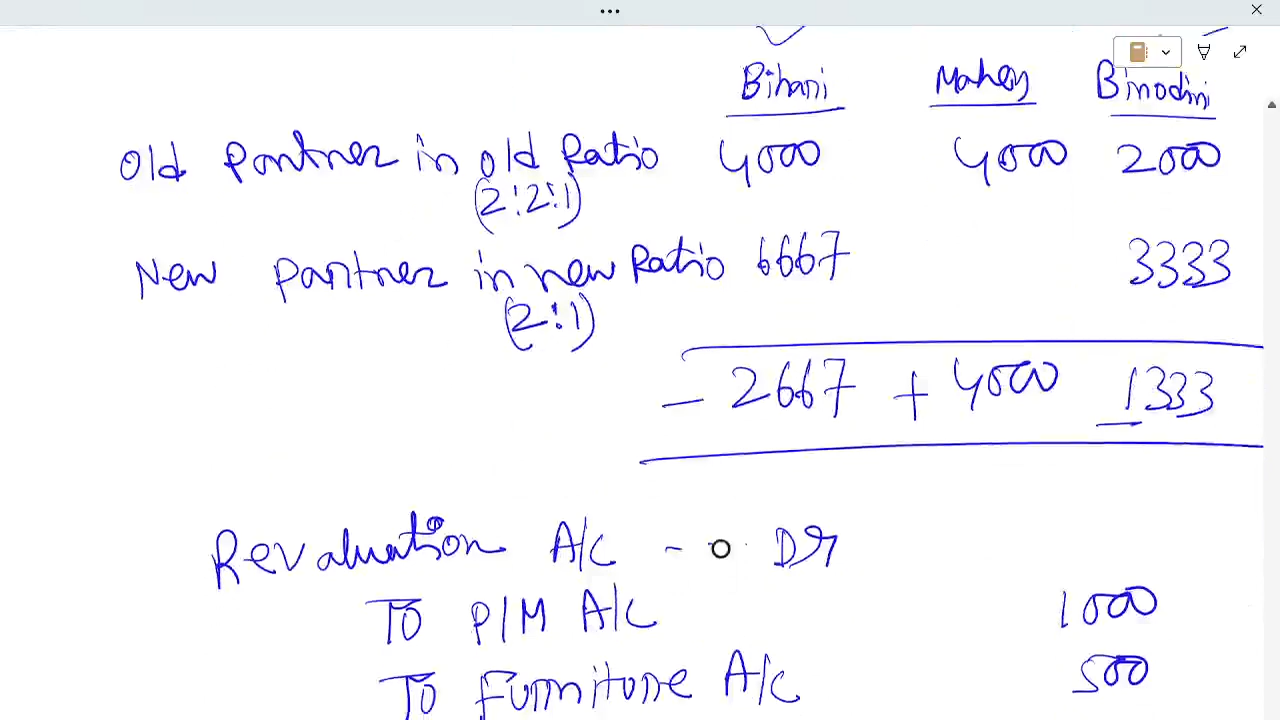 Bihani Mahesh Binodini
Old Partner in old Ratio 4000 4000 2000
(2:2:1)
New Partner in new Ratio 6667 3333
(2:1)
- 2667 + 4000 - 1333
Revaluation A/C - Dr
To P/M A/C 1000
To Furniture A/C 500